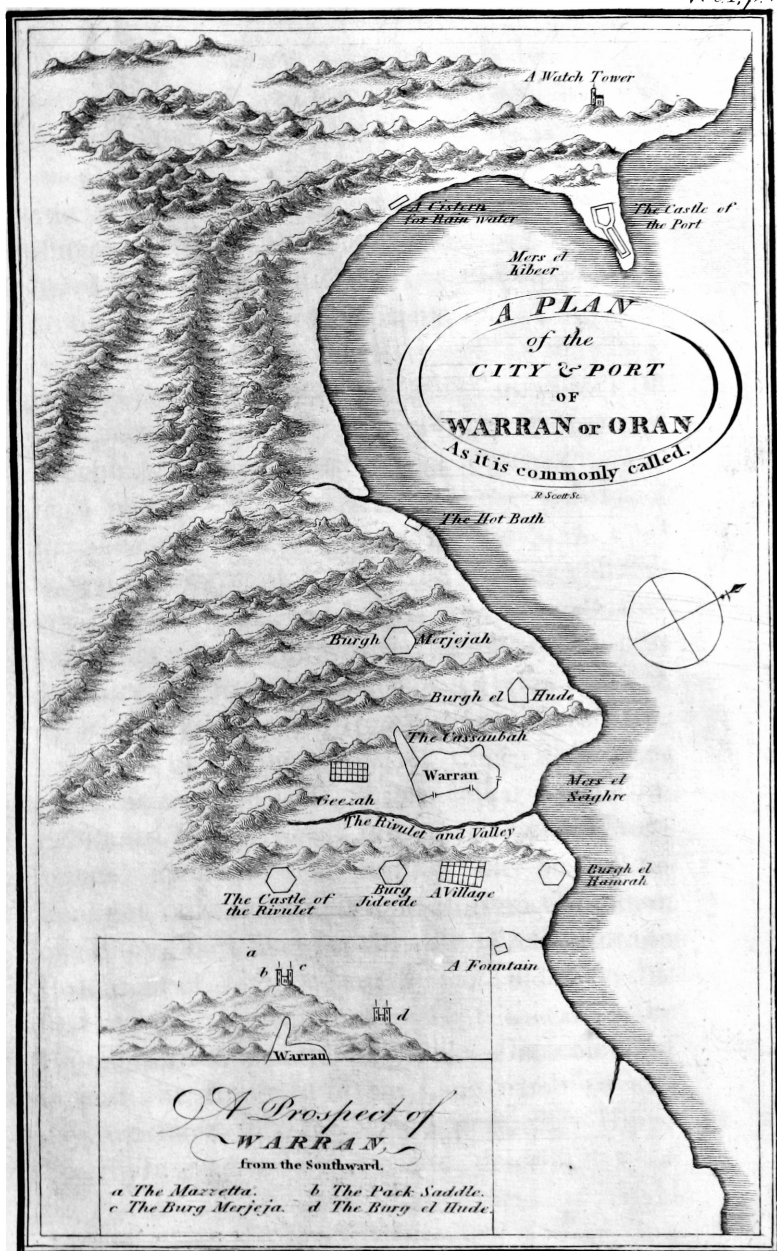 A Watch Tower
A Cistern
for Rain water
The Castle of
the Port
Mers el
Kibeer
A PLAN
of the
CITY & PORT
OF
WARRAN or ORAN
As it is commonly called.
R. Scott Sc.
The Hot Bath
Burgh Merjejah
Burgh el Hude
The Cassaubah
Warran
Geezah
Mers el
Seighre
The Rivulet and Valley
The Castle of
the Rivulet
Burg
Jideede
A Village
Burgh el
Hamrah
A Fountain
a
b c
d
Warran
A Prospect of
WARRAN,
from the Southward.
a The Mazzetta. b The Pack Saddle.
c The Burg Merjeja. d The Burg el Hude.